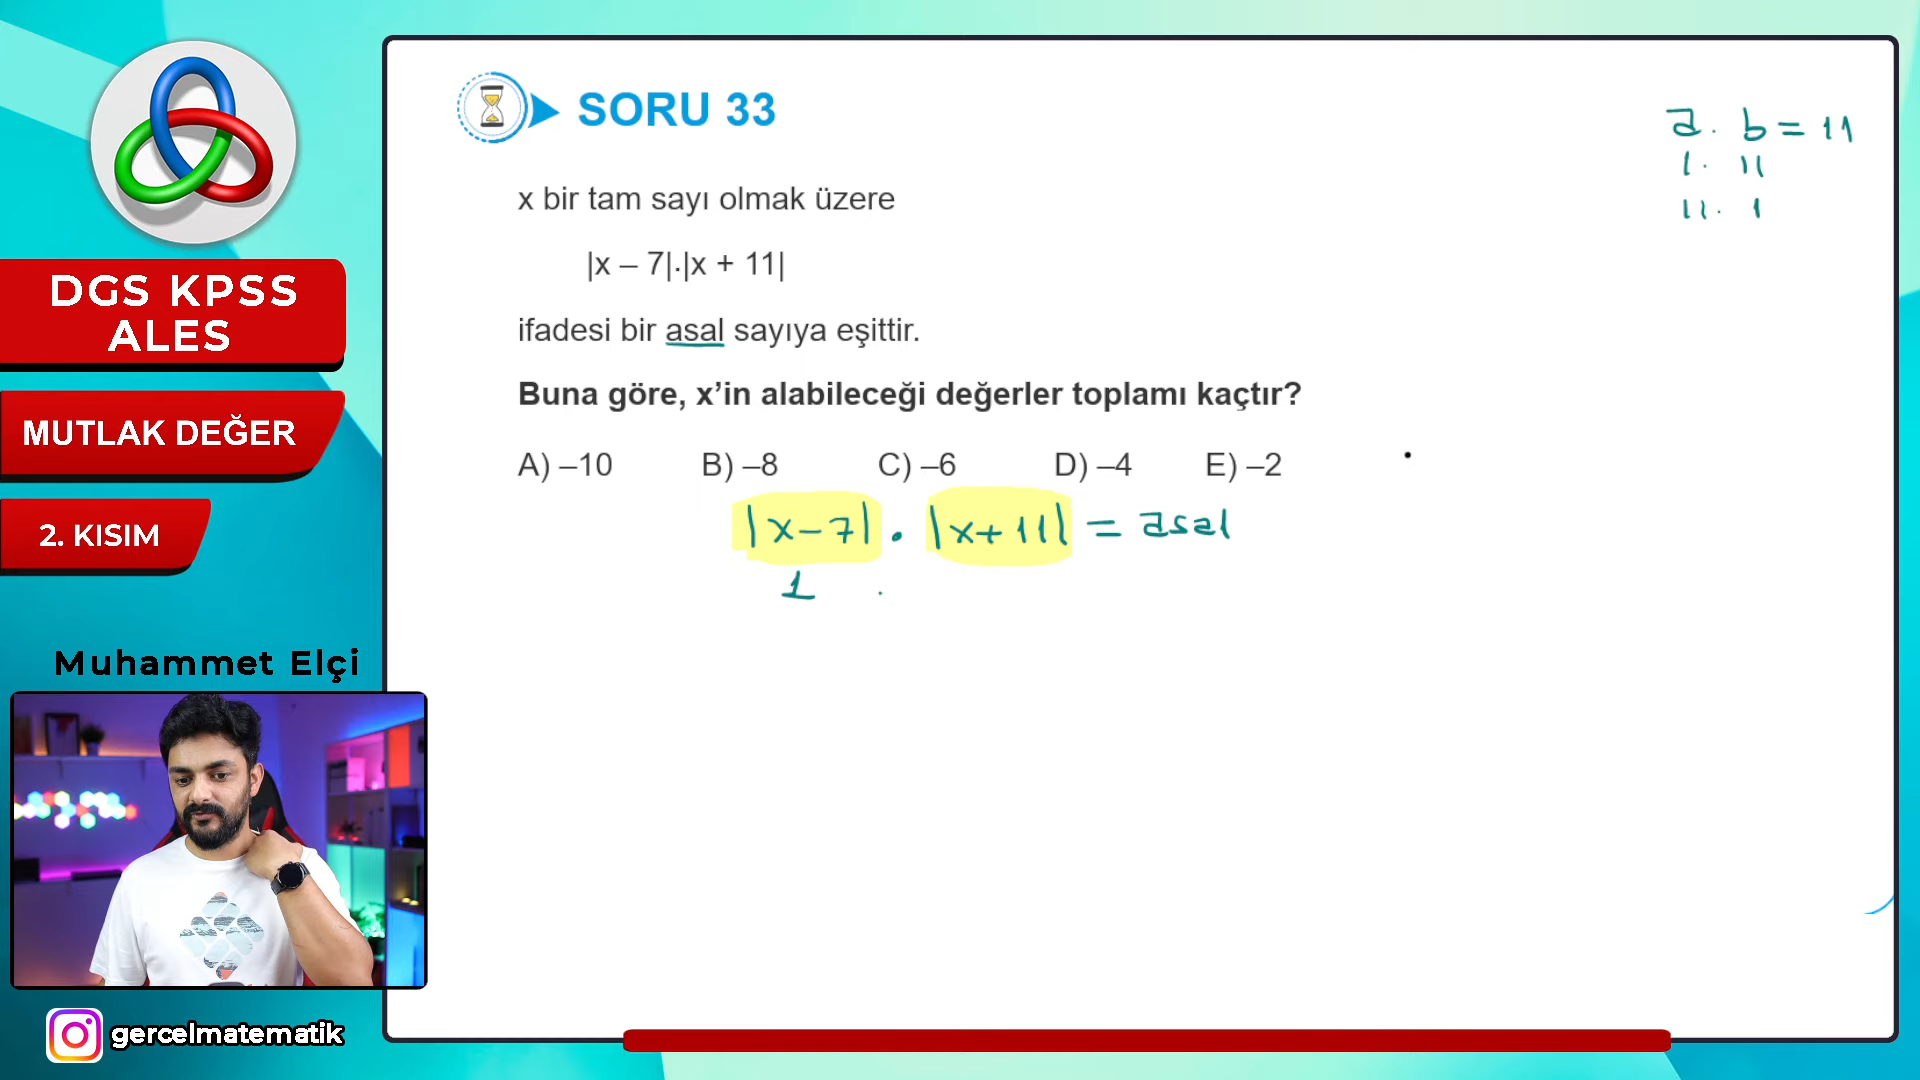 DGS KPSS
ALES
MUTLAK DEĞER
2. KISIM
Muhammet Elçi
gercelmatematik
SORU 33
x bir tam sayı olmak üzere
|x – 7|.|x + 11|
ifadesi bir asal sayıya eşittir.
Buna göre, x’in alabileceği değerler toplamı kaçtır?
A) –10 B) –8 C) –6 D) –4 E) –2
|x–7| . |x+11| = asal
1 .
a . b = 11
1 . 11
11 . 1